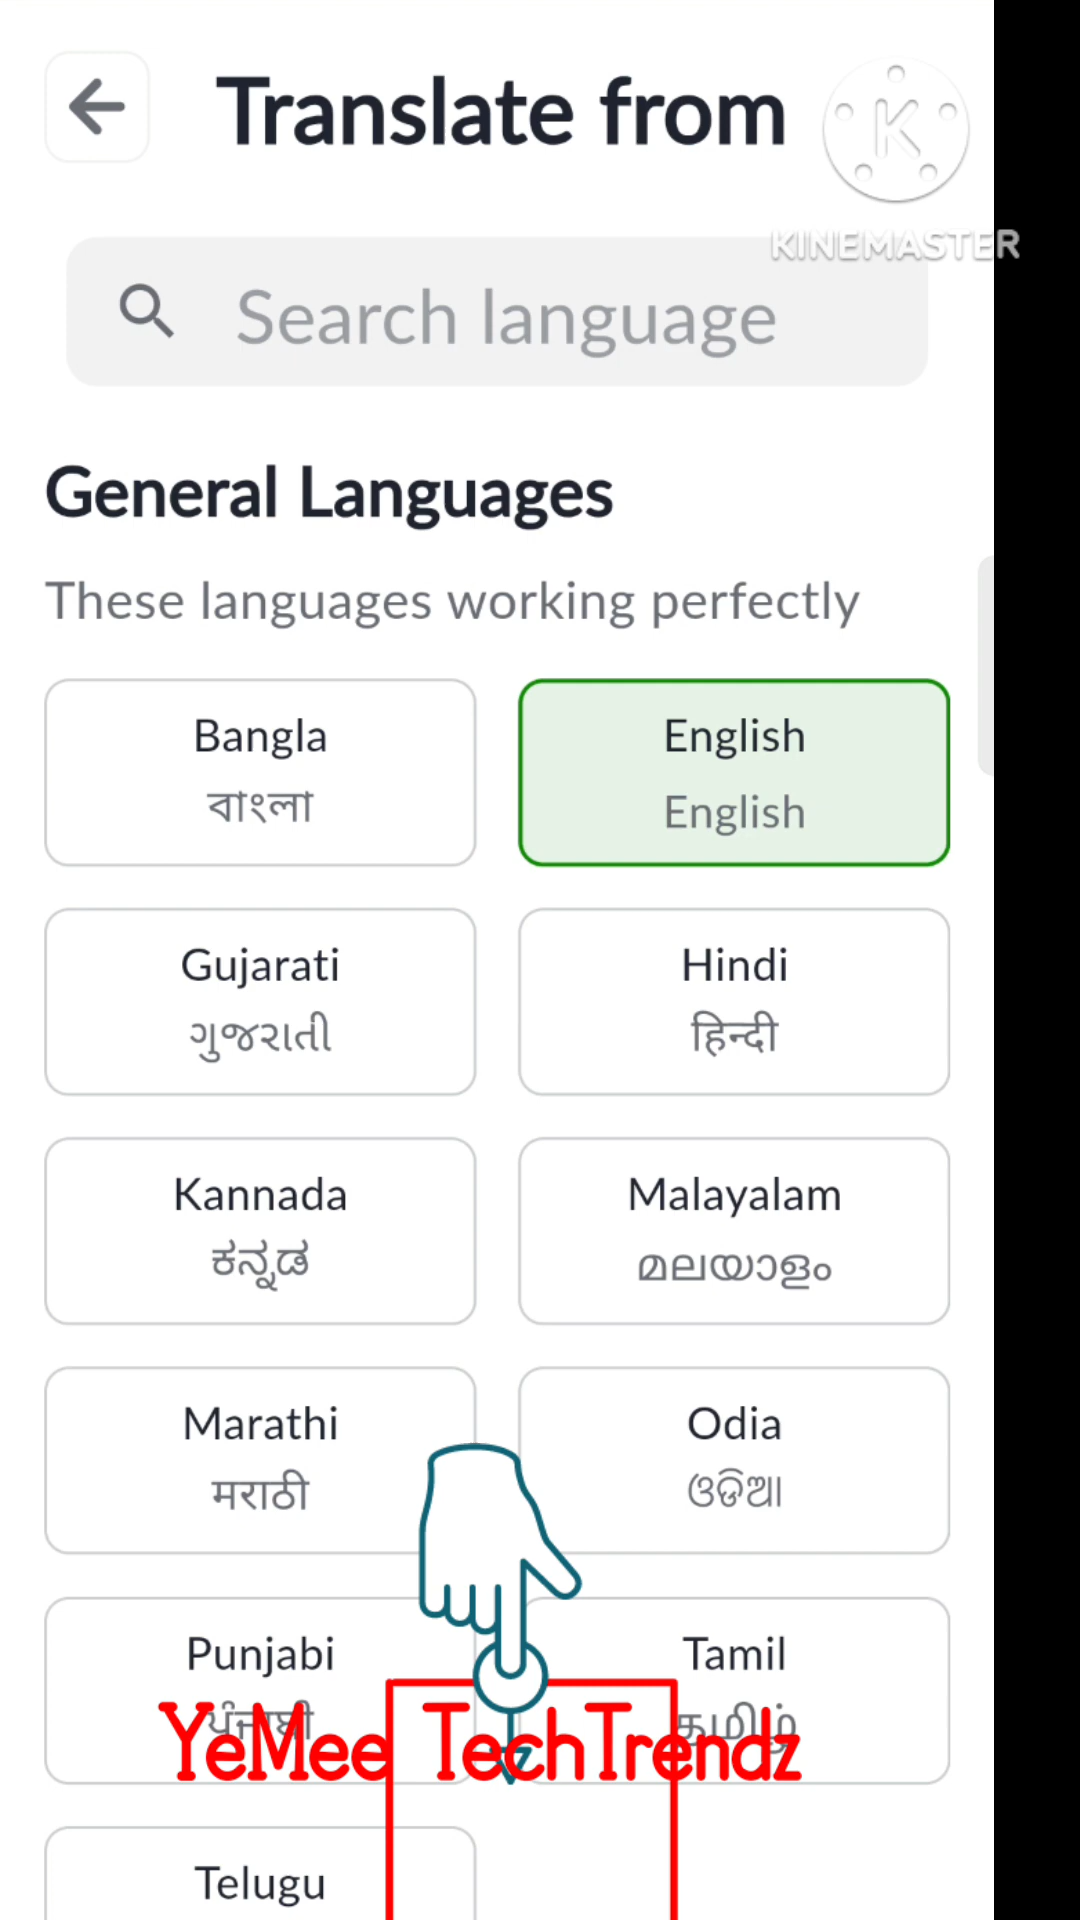 Translate from
K
KINEMASTER
Search language
General Languages
These languages working perfectly
Bangla
বাংলা
English
English
Gujarati
ગુજરાતી
Hindi
हिन्दी
Kannada
ಕನ್ನಡ
Malayalam
മലയാളം
Marathi
मराठी
Odia
ଓଡିଆ
Punjabi
ਪੰਜਾਬੀ
Tamil
தமிழ்
YeMee TechTrendz
Telugu